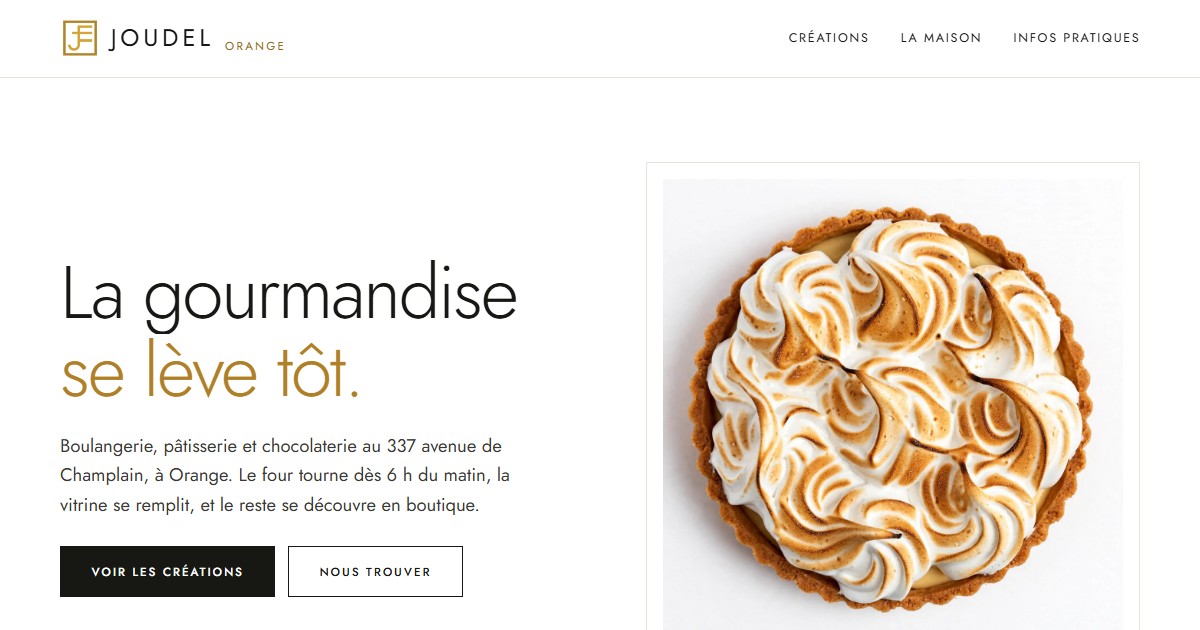 JOUDEL ORANGE
CRÉATIONS LA MAISON INFOS PRATIQUES
La gourmandise
se lève tôt.
Boulangerie, pâtisserie et chocolaterie au 337 avenue de
Champlain, à Orange. Le four tourne dès 6 h du matin, la
vitrine se remplit, et le reste se découvre en boutique.
VOIR LES CRÉATIONS NOUS TROUVER